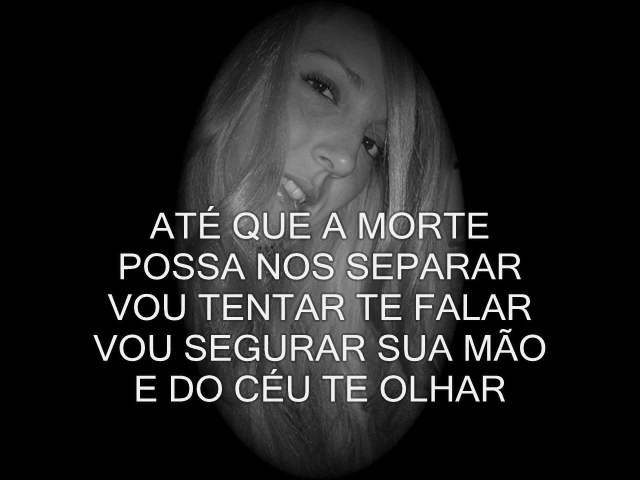 ATÉ QUE A MORTE
POSSA NOS SEPARAR
VOU TENTAR TE FALAR
VOU SEGURAR SUA MÃO
E DO CÉU TE OLHAR